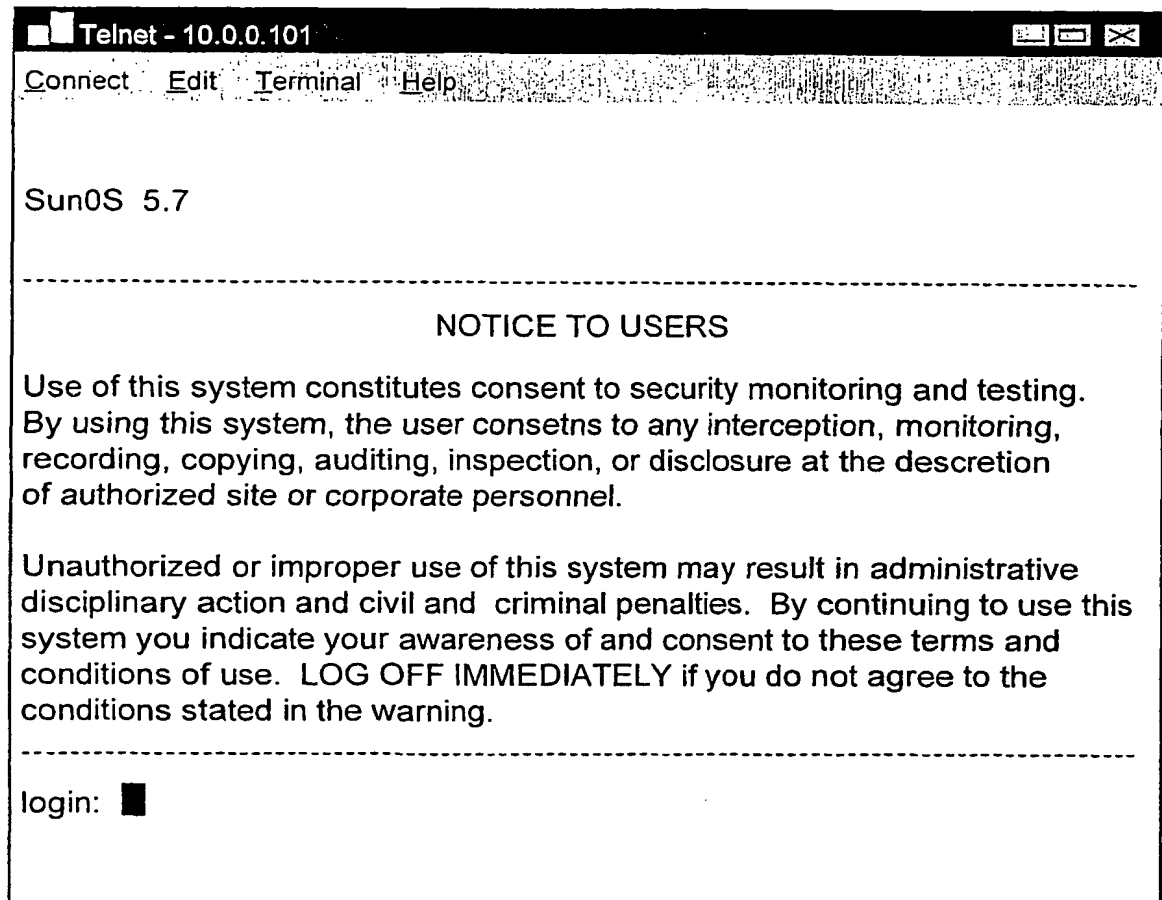 Telnet - 10.0.0.101
Connect Edit Terminal Help
Sun0S 5.7
NOTICE TO USERS
Use of this system constitutes consent to security monitoring and testing.
By using this system, the user consetns to any interception, monitoring,
recording, copying, auditing, inspection, or disclosure at the descretion
of authorized site or corporate personnel.
Unauthorized or improper use of this system may result in administrative
disciplinary action and civil and criminal penalties. By continuing to use this
system you indicate your awareness of and consent to these terms and
conditions of use. LOG OFF IMMEDIATELY if you do not agree to the
conditions stated in the warning.
login: